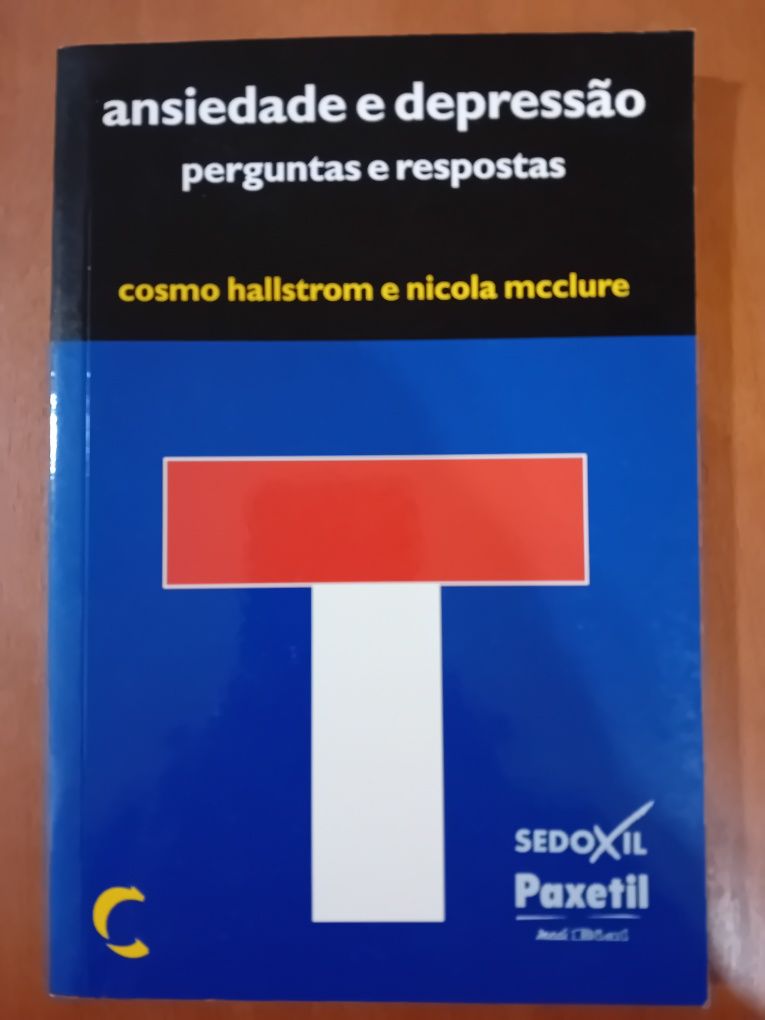 ansiedade e depressão
perguntas e respostas
cosmo hallstrom e nicola mcclure
SEDOXIL
Paxetil